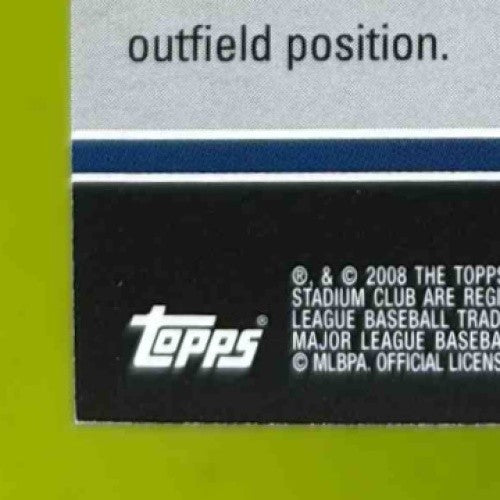 outfield position.
®, & © 2008 THE TOPPS
STADIUM CLUB ARE REGI
LEAGUE BASEBALL TRAD
MAJOR LEAGUE BASEBA
© MLBPA. OFFICIAL LICENS
Topps®